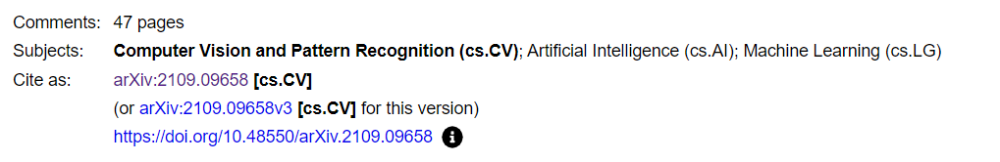 Comments: 47 pages
Subjects: Computer Vision and Pattern Recognition (cs.CV); Artificial Intelligence (cs.AI); Machine Learning (cs.LG)
Cite as: arXiv:2109.09658 [cs.CV]
(or arXiv:2109.09658v3 [cs.CV] for this version)
https://doi.org/10.48550/arXiv.2109.09658